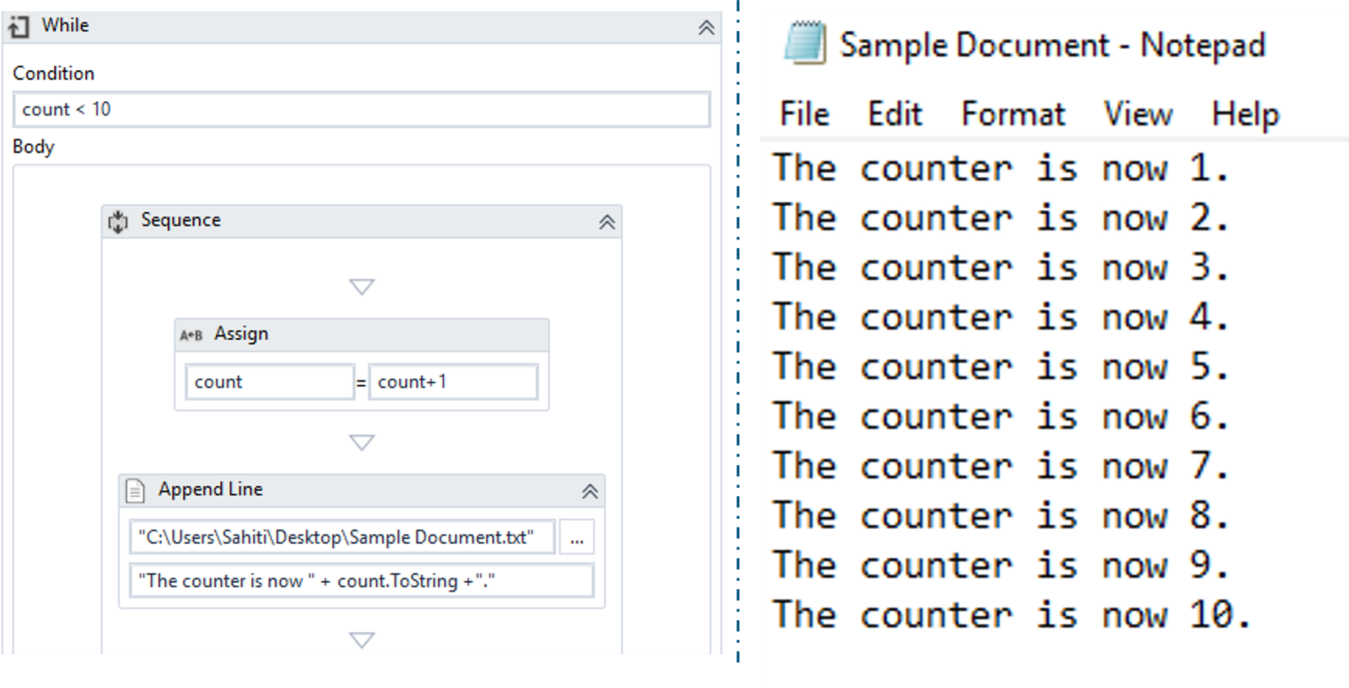 While
Condition
count < 10
Body
Sequence
A+B Assign
count = count+1
Append Line
"C:\Users\Sahiti\Desktop\Sample Document.txt" ...
"The counter is now " + count.ToString +"."
Sample Document - Notepad
File Edit Format View Help
The counter is now 1.
The counter is now 2.
The counter is now 3.
The counter is now 4.
The counter is now 5.
The counter is now 6.
The counter is now 7.
The counter is now 8.
The counter is now 9.
The counter is now 10.